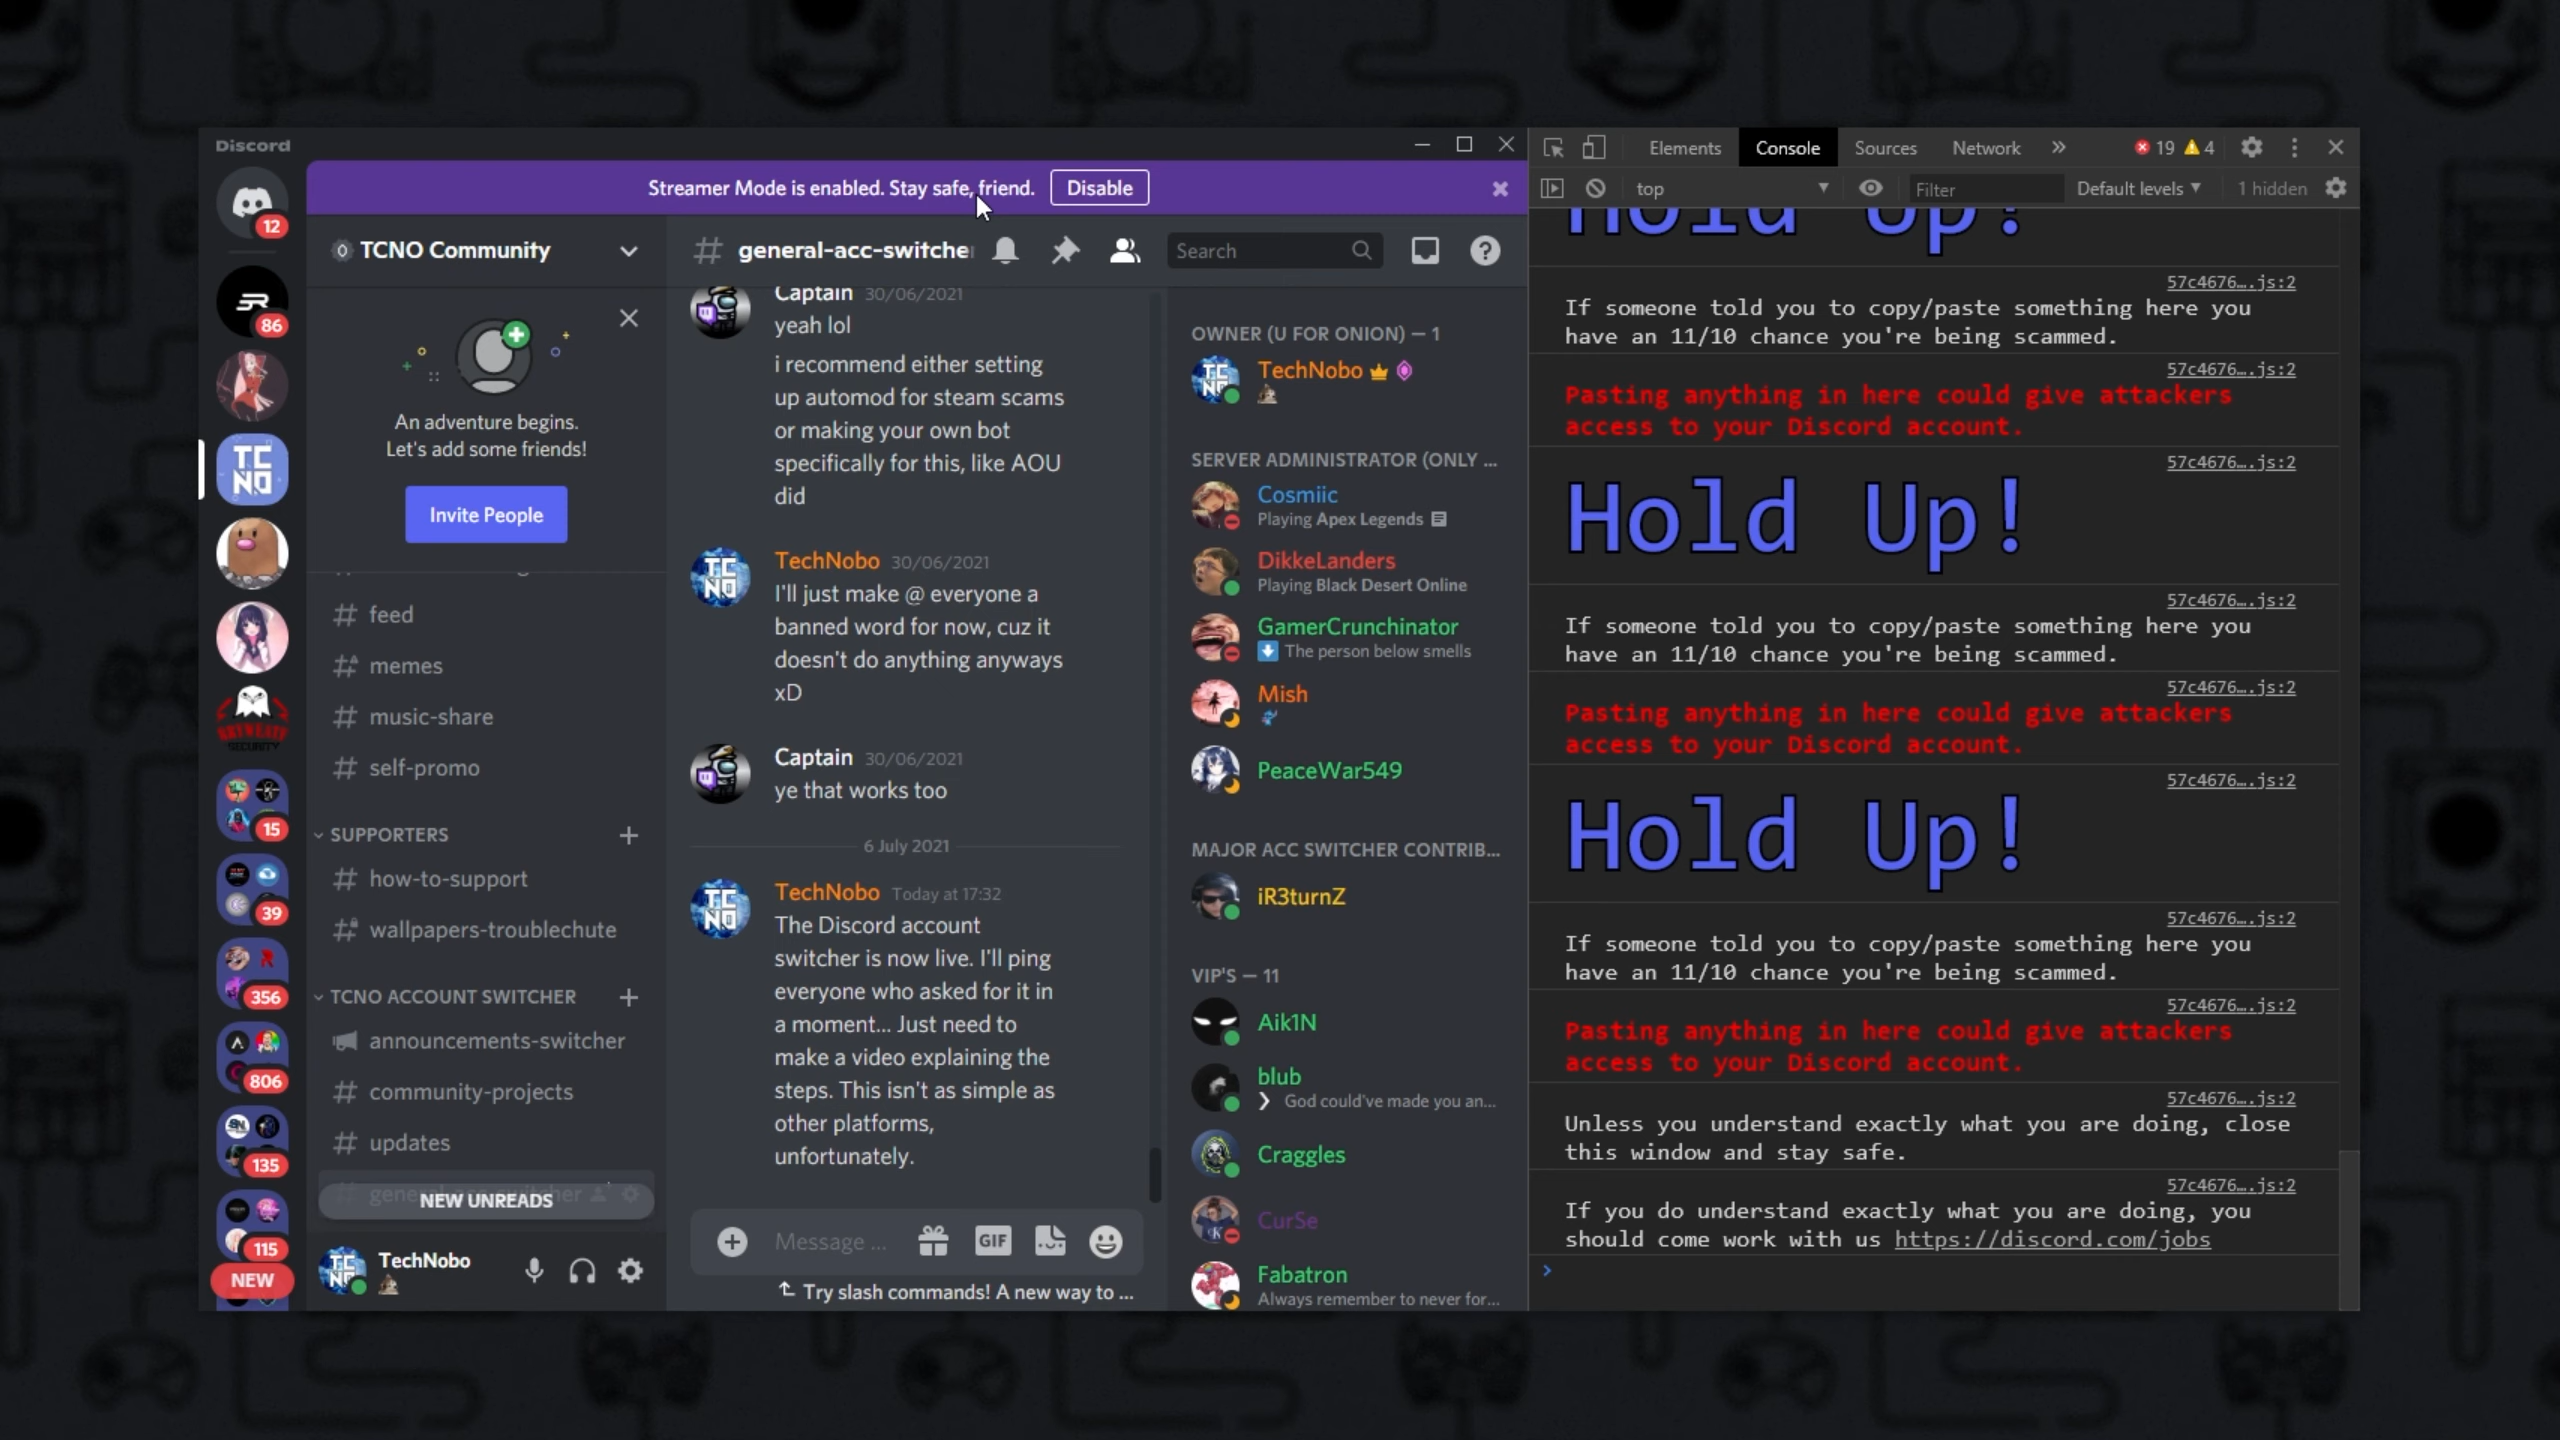 Discord
Streamer Mode is enabled. Stay safe, friend.
Disable
12
86
15
39
356
806
135
115
NEW
TCNO Community
An adventure begins.
Let's add some friends!
Invite People
feed
memes
music-share
self-promo
SUPPORTERS
how-to-support
wallpapers-troublechute
TCNO ACCOUNT SWITCHER
announcements-switcher
community-projects
updates
NEW UNREADS
TechNobo
# general-acc-switche
Search
Captain 30/06/2021
yeah lol
i recommend either setting
up automod for steam scams
or making your own bot
specifically for this, like AOU
did
TechNobo 30/06/2021
I'll just make @ everyone a
banned word for now, cuz it
doesn't do anything anyways
xD
Captain 30/06/2021
ye that works too
6 July 2021
TechNobo Today at 17:32
The Discord account
switcher is now live. I'll ping
everyone who asked for it in
a moment... Just need to
make a video explaining the
steps. This isn't as simple as
other platforms,
unfortunately.
Message ...
GIF
Try slash commands! A new way to ...
OWNER (U FOR ONION) — 1
TechNobo
SERVER ADMINISTRATOR (ONLY ...
Cosmiic
Playing Apex Legends
DikkeLanders
Playing Black Desert Online
GamerCrunchinator
The person below smells
Mish
PeaceWar549
MAJOR ACC SWITCHER CONTRIB...
iR3turnZ
VIP'S — 11
Aik1N
blub
God could've made you an...
Craggles
CurSe
Fabatron
Always remember to never for...
Elements Console Sources Network 19 4
top Filter Default levels 1 hidden
Hold Up!
57c4676….js:2
If someone told you to copy/paste something here you
have an 11/10 chance you're being scammed.
57c4676….js:2
Pasting anything in here could give attackers
access to your Discord account.
57c4676….js:2
Hold Up!
57c4676….js:2
If someone told you to copy/paste something here you
have an 11/10 chance you're being scammed.
57c4676….js:2
Pasting anything in here could give attackers
access to your Discord account.
57c4676….js:2
Hold Up!
57c4676….js:2
If someone told you to copy/paste something here you
have an 11/10 chance you're being scammed.
57c4676….js:2
Pasting anything in here could give attackers
access to your Discord account.
57c4676….js:2
Unless you understand exactly what you are doing, close
this window and stay safe.
57c4676….js:2
If you do understand exactly what you are doing, you
should come work with us https://discord.com/jobs